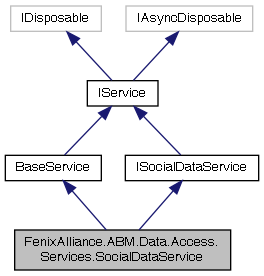 IDisposable
IAsyncDisposable
IService
BaseService
ISocialDataService
FenixAlliance.ABM.Data.Access.
Services.SocialDataService